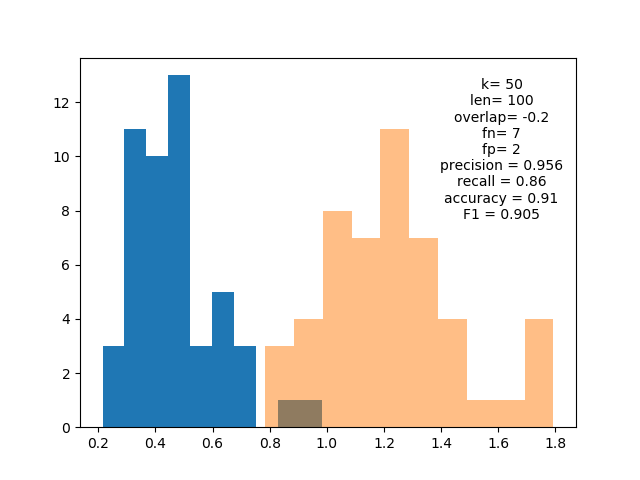 k= 50
len= 100
overlap= -0.2
fn= 7
fp= 2
precision = 0.956
recall = 0.86
accuracy = 0.91
F1 = 0.905
12
10
8
6
4
2
0
0.2 0.4 0.6 0.8 1.0 1.2 1.4 1.6 1.8